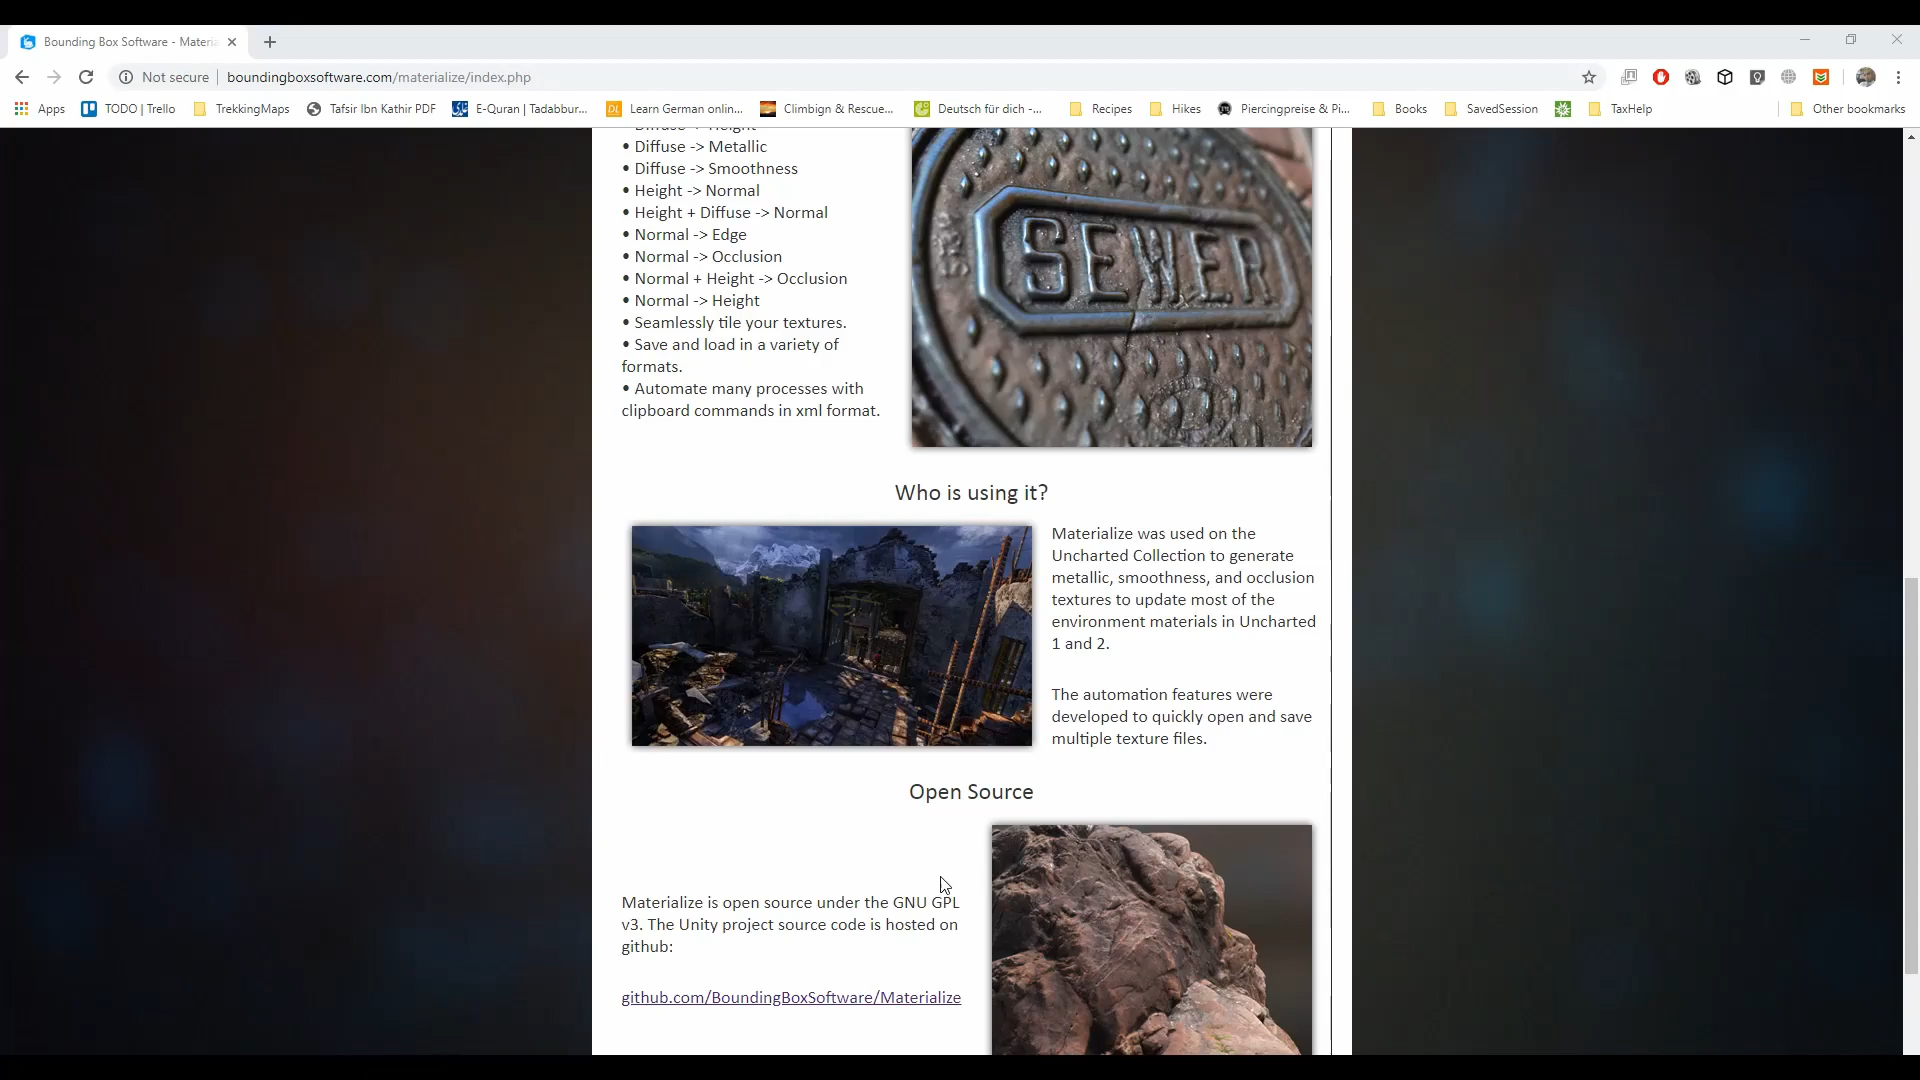 Bounding Box Software - Materia
Not secure
boundingboxsoftware.com/materialize/index.php
Apps
TODO | Trello
TrekkingMaps
Tafsir Ibn Kathir PDF
E-Quran | Tadabbur...
Learn German onlin...
Climbign & Rescue...
Deutsch für dich -...
Recipes
Hikes
Piercingpreise & Pi...
Books
SavedSession
TaxHelp
Other bookmarks
• Diffuse -> Height
• Diffuse -> Metallic
• Diffuse -> Smoothness
• Height -> Normal
• Height + Diffuse -> Normal
• Normal -> Edge
• Normal -> Occlusion
• Normal + Height -> Occlusion
• Normal -> Height
• Seamlessly tile your textures.
• Save and load in a variety of
formats.
• Automate many processes with
clipboard commands in xml format.
SEWER
Who is using it?
Materialize was used on the
Uncharted Collection to generate
metallic, smoothness, and occlusion
textures to update most of the
environment materials in Uncharted
1 and 2.
The automation features were
developed to quickly open and save
multiple texture files.
Open Source
Materialize is open source under the GNU GPL
v3. The Unity project source code is hosted on
github:
github.com/BoundingBoxSoftware/Materialize